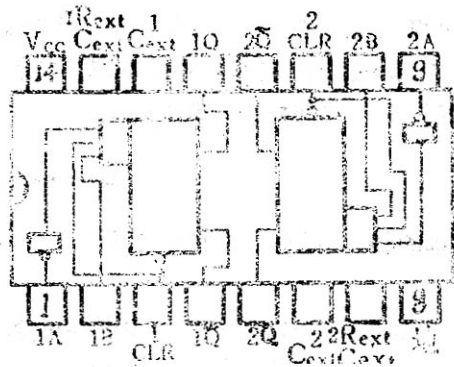 1Rext 1 2
Vcc Cext Cext 1Q 2Q̅ CLR 2B 2A
14 9
1
1A 1B 1 1Q̅ 2Q 2 2Rext
CLR Cext Cext